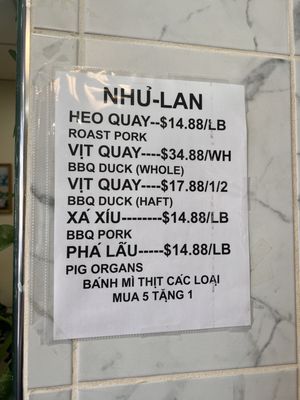 NHỬ-LAN
HEO QUAY--$14.88/LB
ROAST PORK
VỊT QUAY----$34.88/WH
BBQ DUCK (WHOLE)
VỊT QUAY----$17.88/1/2
BBQ DUCK (HAFT)
XÁ XÍU--------$14.88/LB
BBQ PORK
PHÁ LẤU-----$14.88/LB
PIG ORGANS
BÁNH MÌ THỊT CÁC LOẠI
MUA 5 TẶNG 1